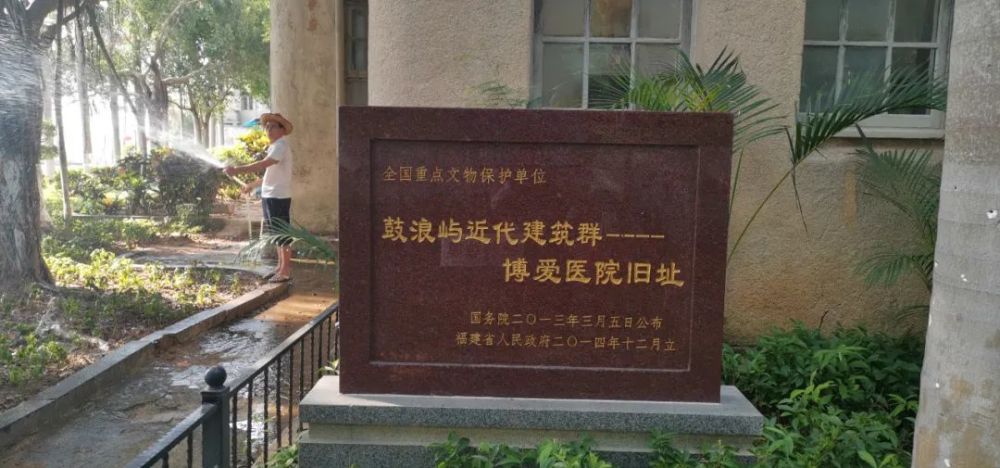 全国重点文物保护单位
鼓浪屿近代建筑群----
博爱医院旧址
国务院二〇一三年三月五日公布
福建省人民政府二〇一四年十二月立